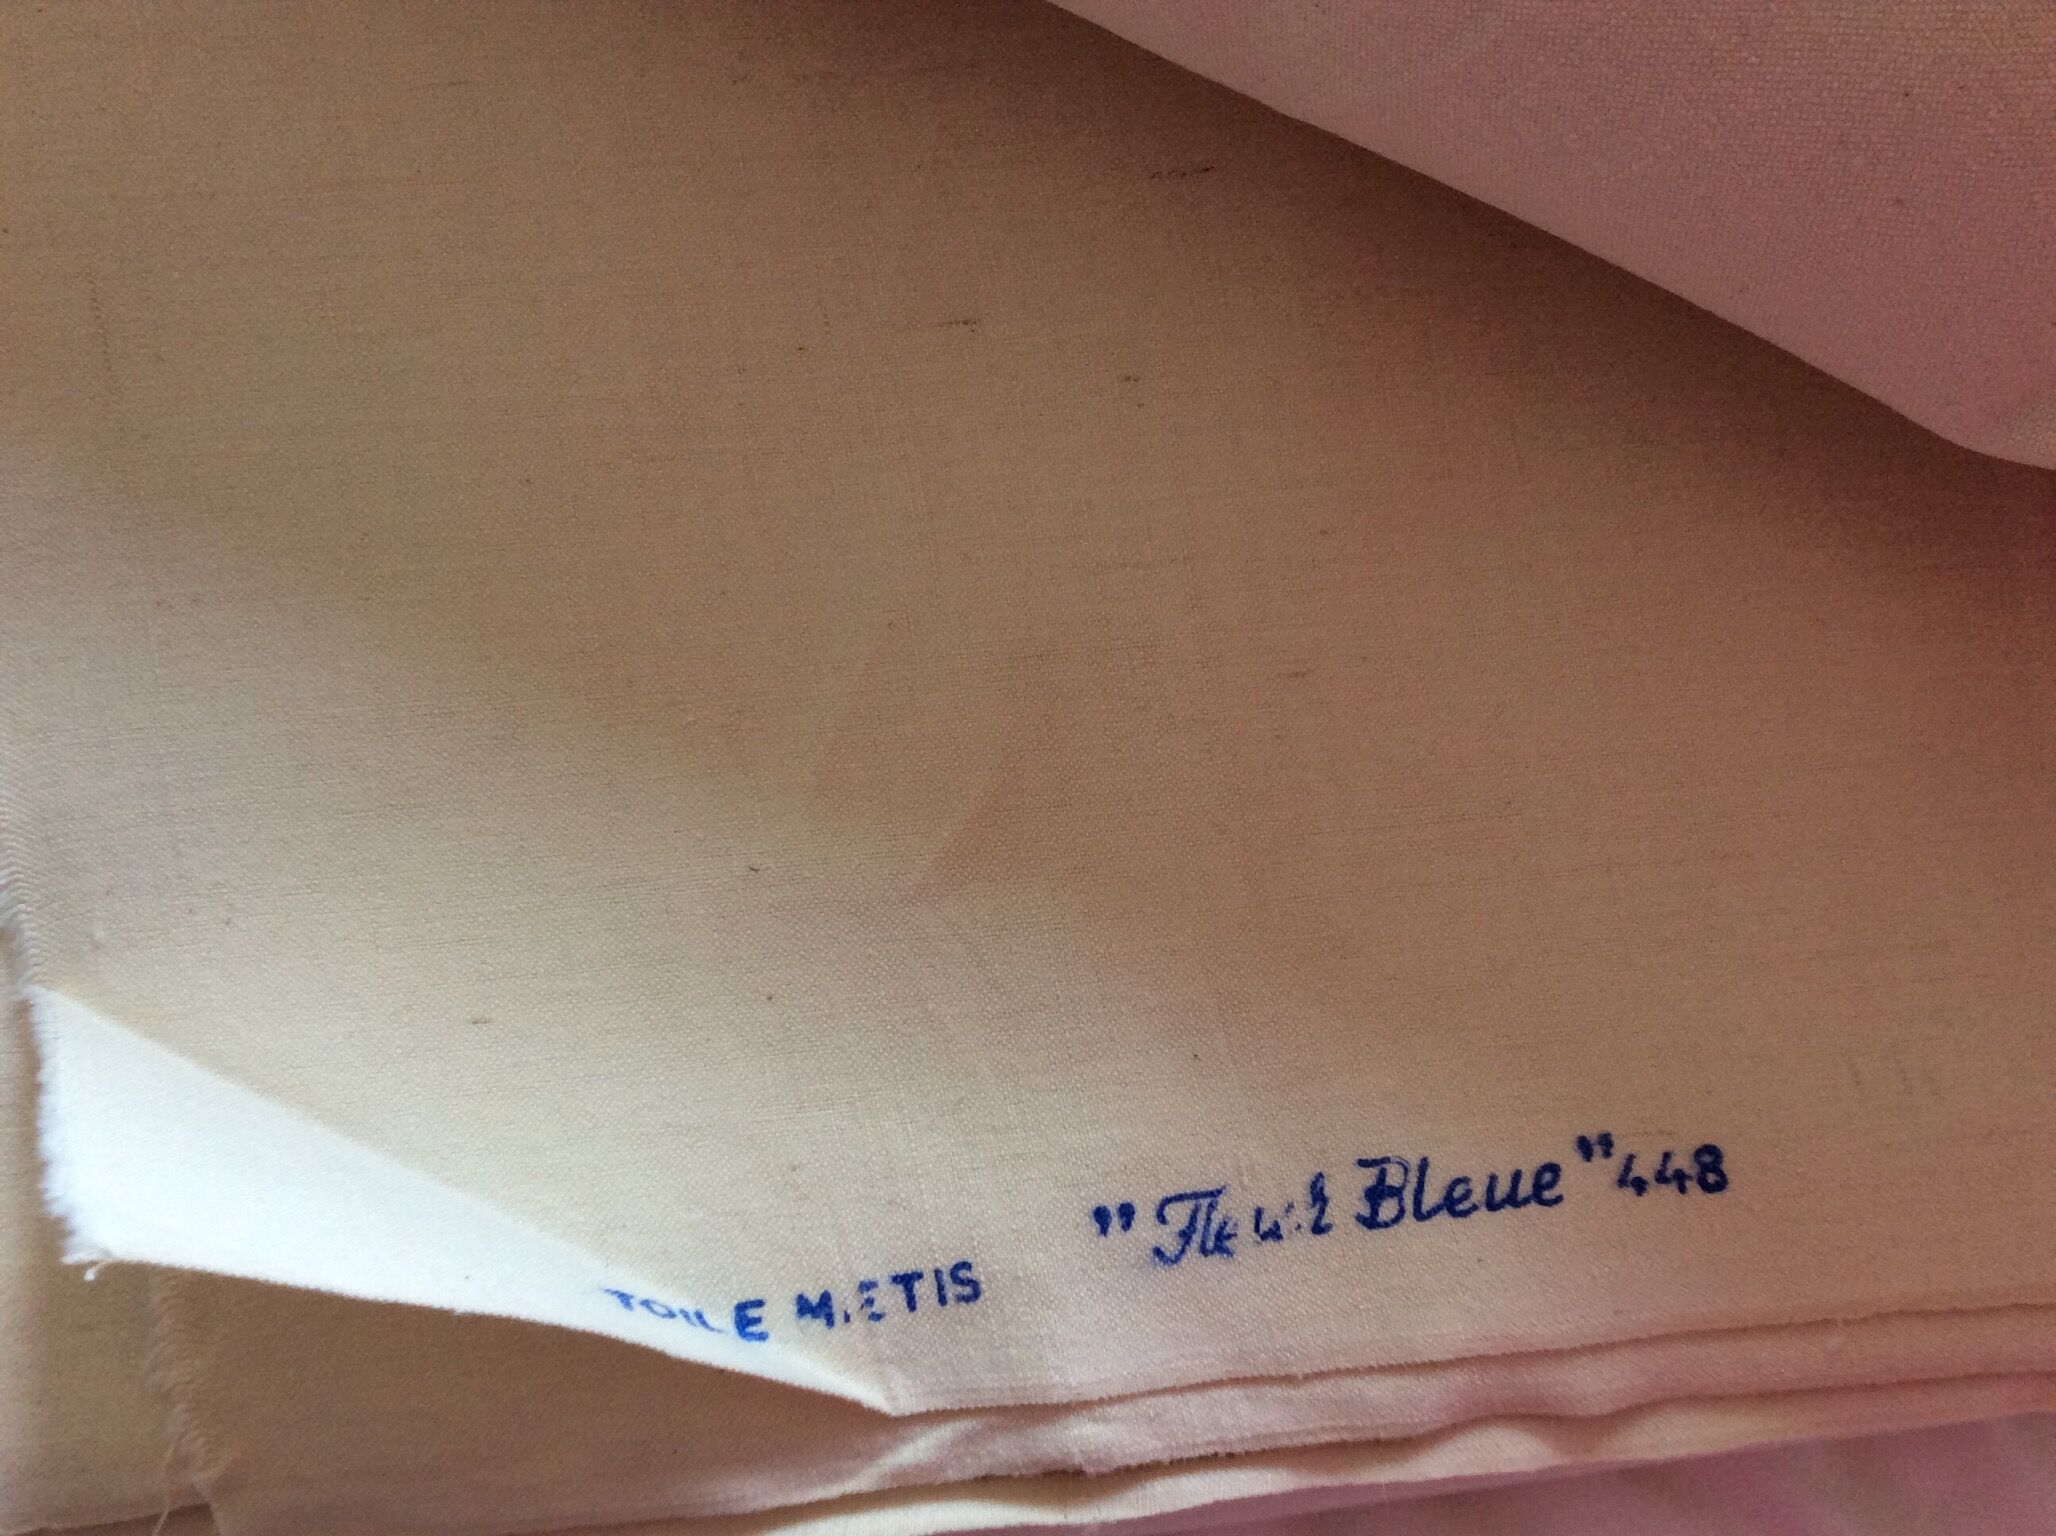 TOILE METIS "Fleur Bleue" 448